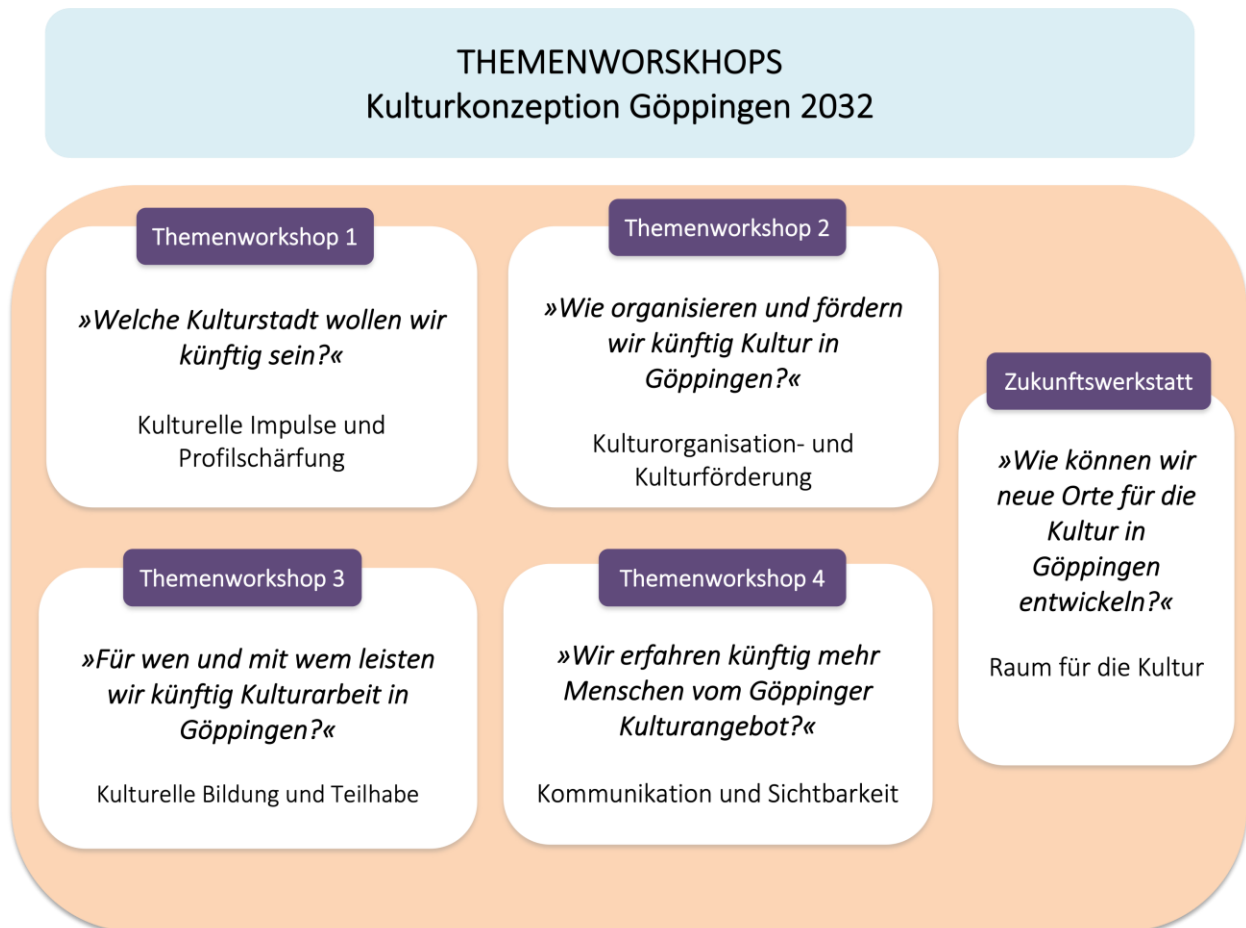 THEMENWORSKHOPS
Kulturkonzeption Göppingen 2032
Themenworkshop 1
»Welche Kulturstadt wollen wir
künftig sein?«
Kulturelle Impulse und
Profilschärfung
Themenworkshop 2
»Wie organisieren und fördern
wir künftig Kultur in
Göppingen?«
Kulturorganisation- und
Kulturförderung
Themenworkshop 3
»Für wen und mit wem leisten
wir künftig Kulturarbeit in
Göppingen?«
Kulturelle Bildung und Teilhabe
Themenworkshop 4
»Wir erfahren künftig mehr
Menschen vom Göppinger
Kulturangebot?«
Kommunikation und Sichtbarkeit
Zukunftswerkstatt
»Wie können wir
neue Orte für die
Kultur in
Göppingen
entwickeln?«
Raum für die Kultur